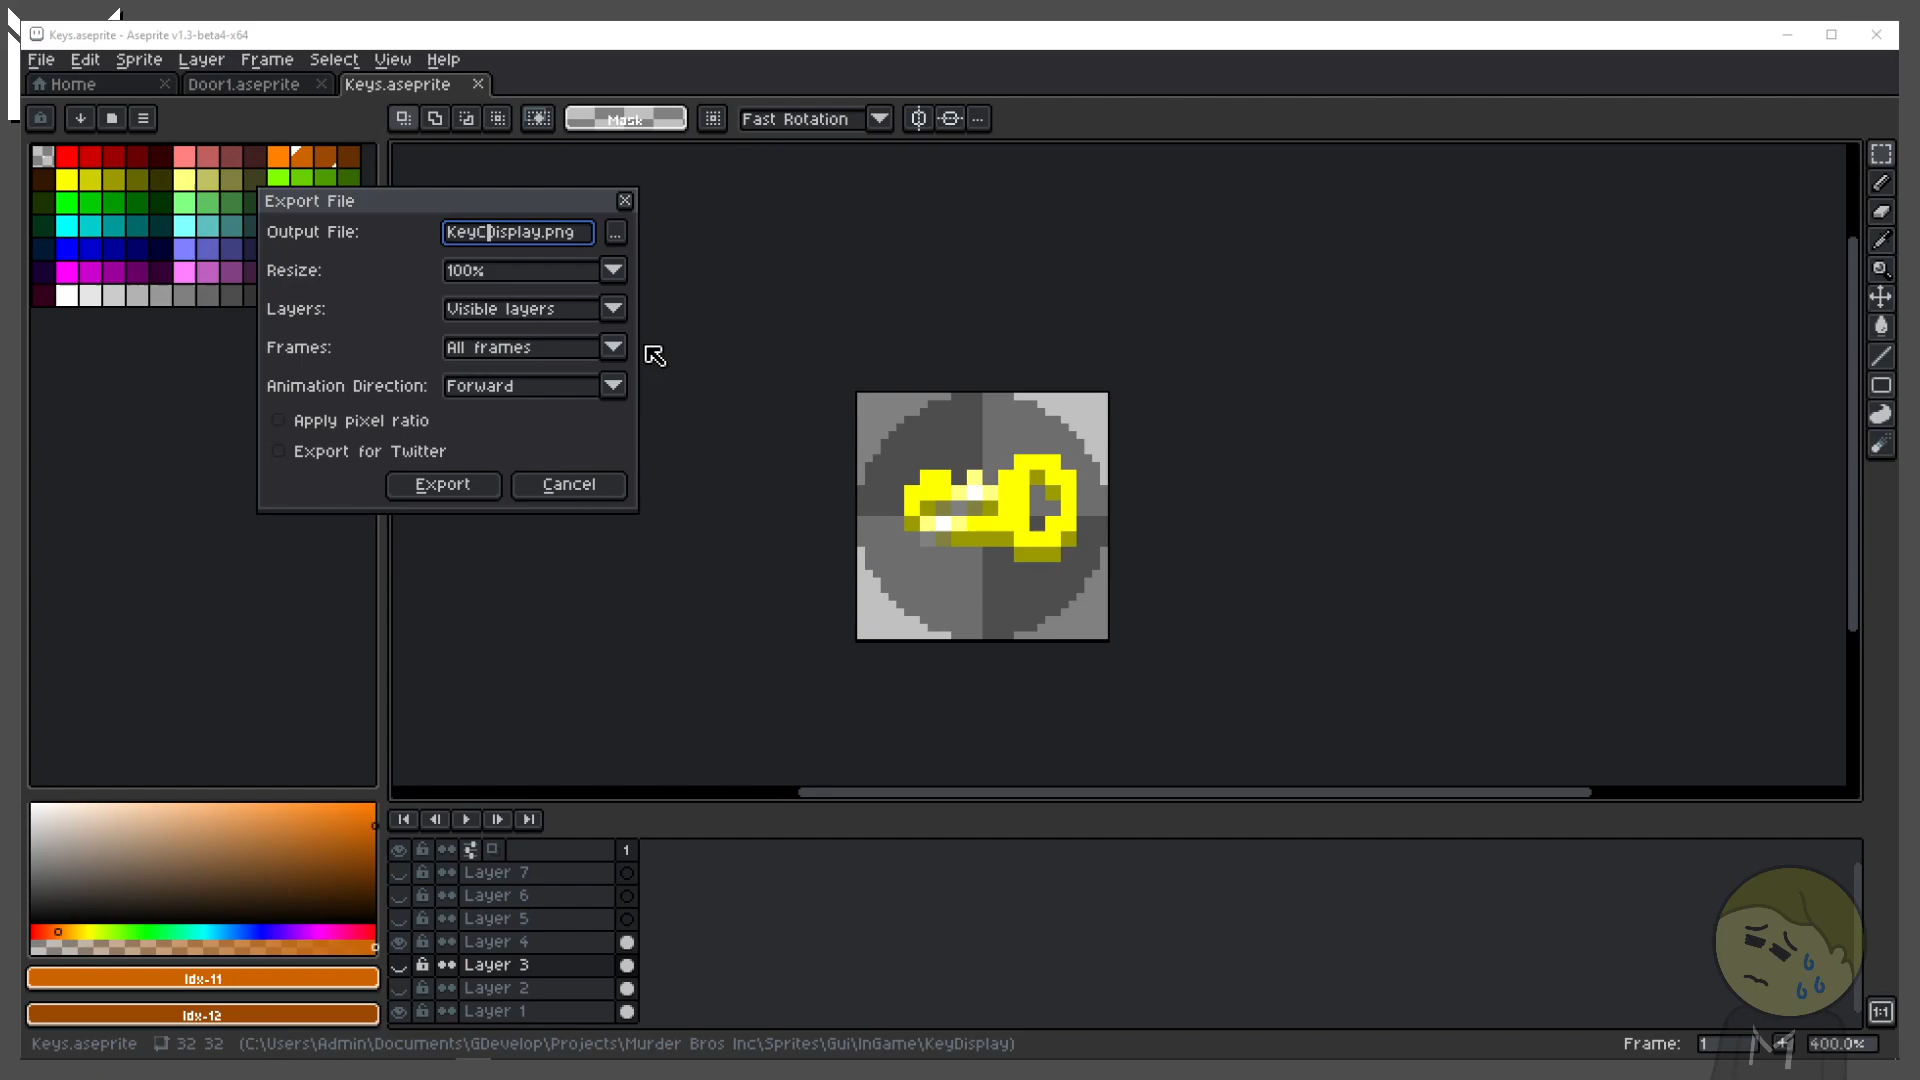 Keys.aseprite - Aseprite v1.3-beta4-x64
File Edit Sprite Layer Frame Select View Help
Home Door1.aseprite Keys.aseprite
Mask Fast Rotation ...
Export File
Output File: KeyCDisplay.png ...
Resize: 100%
Layers: Visible layers
Frames: All frames
Animation Direction: Forward
Apply pixel ratio
Export for Twitter
Export Cancel
1
Layer 7
Layer 6
Layer 5
Layer 4
Layer 3
Layer 2
Layer 1
Idx-11
Idx-12
1:1
Keys.aseprite 32 32 (C:\Users\Admin\Documents\GDevelop\Projects\Murder Bros Inc\Sprites\Gui\InGame\KeyDisplay) Frame: 1 + 400.0%